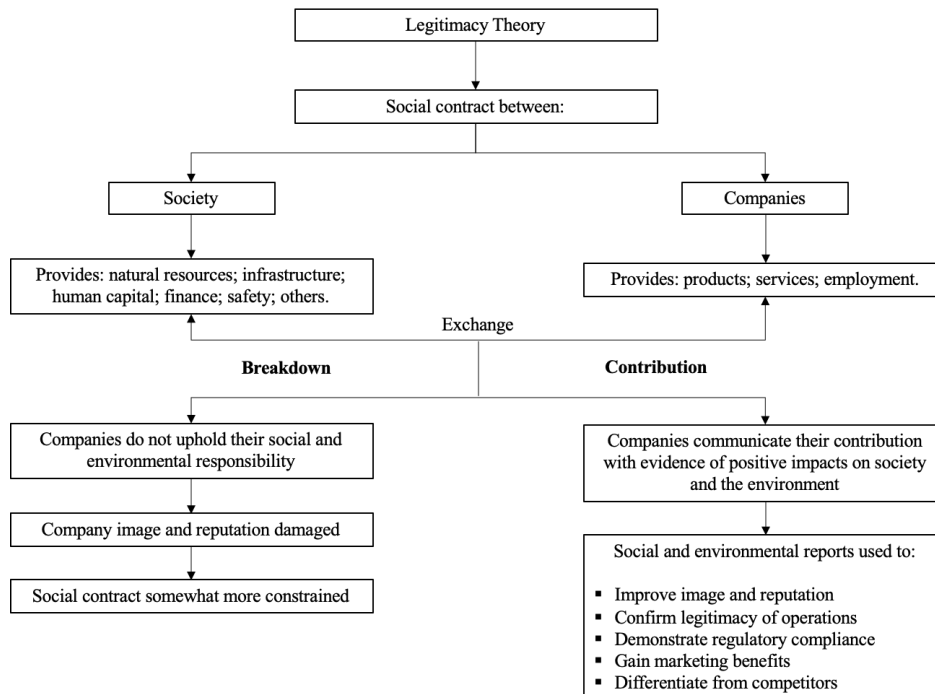 Legitimacy Theory
Social contract between:
Society
Companies
Provides: natural resources; infrastructure;
human capital; finance; safety; others.
Provides: products; services; employment.
Exchange
Breakdown
Contribution
Companies do not uphold their social and
environmental responsibility
Companies communicate their contribution
with evidence of positive impacts on society
and the environment
Company image and reputation damaged
Social contract somewhat more constrained
Social and environmental reports used to:
▪ Improve image and reputation
▪ Confirm legitimacy of operations
▪ Demonstrate regulatory compliance
▪ Gain marketing benefits
▪ Differentiate from competitors